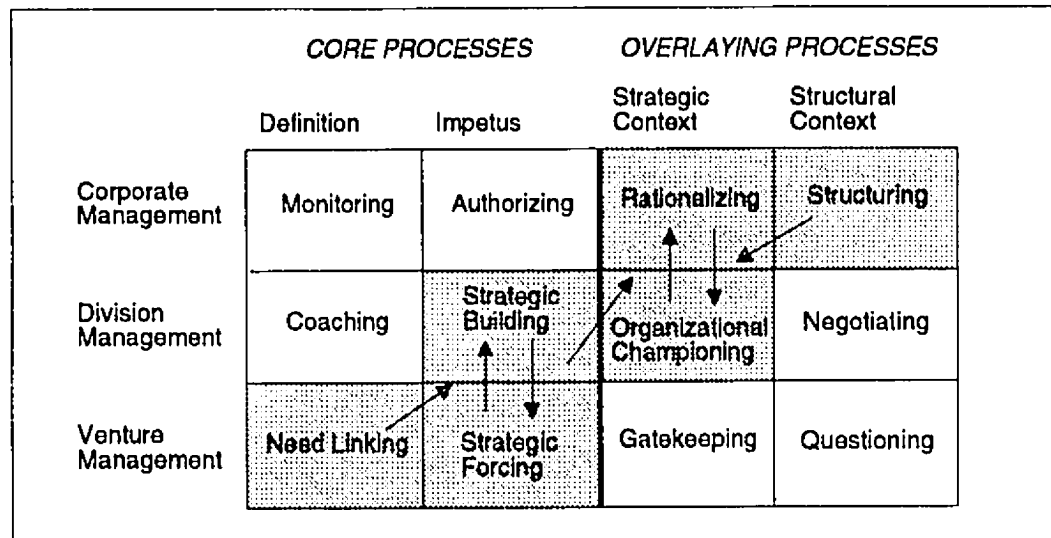 CORE PROCESSES
OVERLAYING PROCESSES
Definition
Impetus
Strategic
Context
Structural
Context
Corporate
Management
Monitoring
Authorizing
Rationalizing
Structuring
Division
Management
Coaching
Strategic
Building
Organizational
Championing
Negotiating
Venture
Management
Need Linking
Strategic
Forcing
Gatekeeping
Questioning